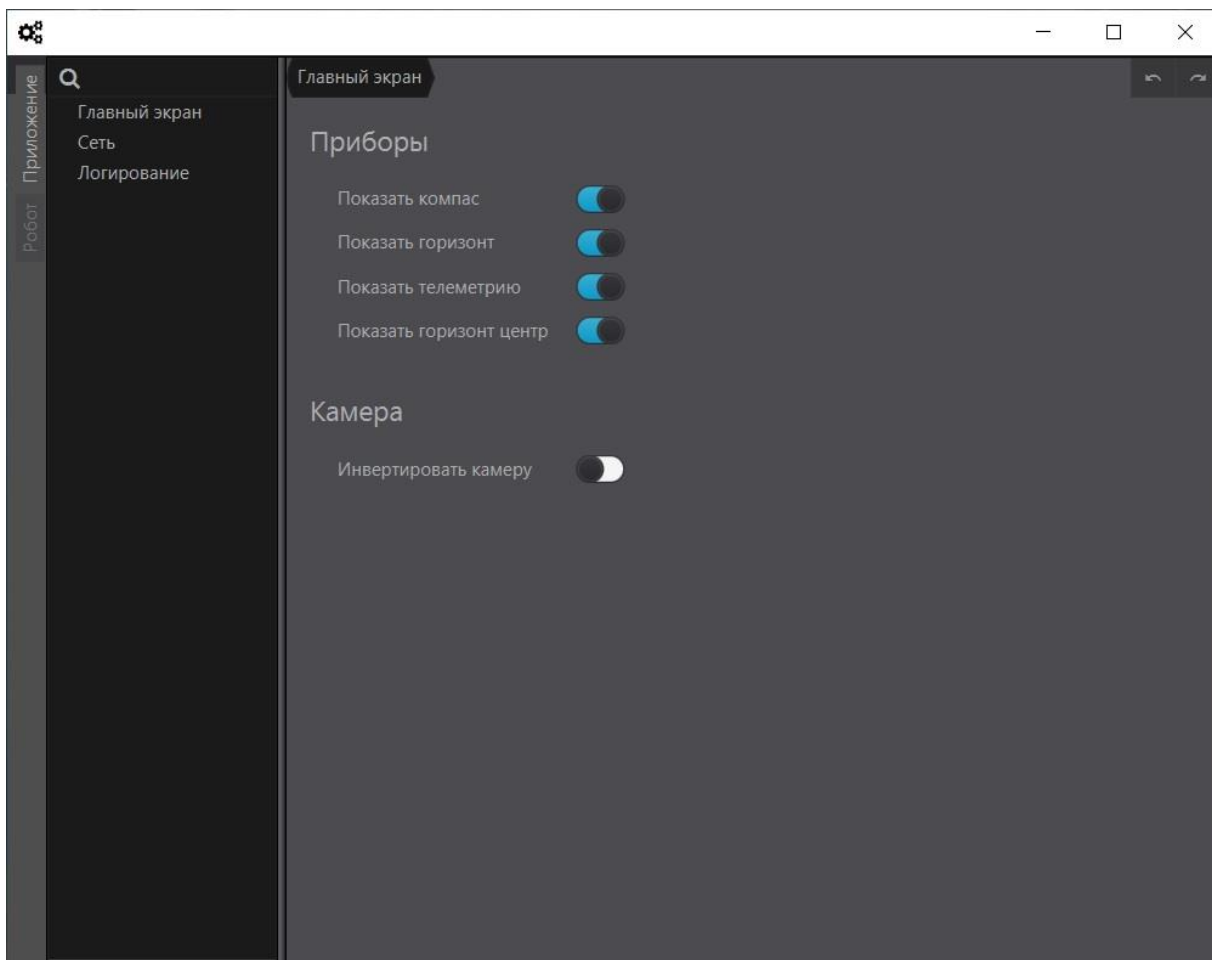 Приложение
Робот
Главный экран
Сеть
Логирование
Главный экран
Приборы
Показать компас
Показать горизонт
Показать телеметрию
Показать горизонт центр
Камера
Инвертировать камеру